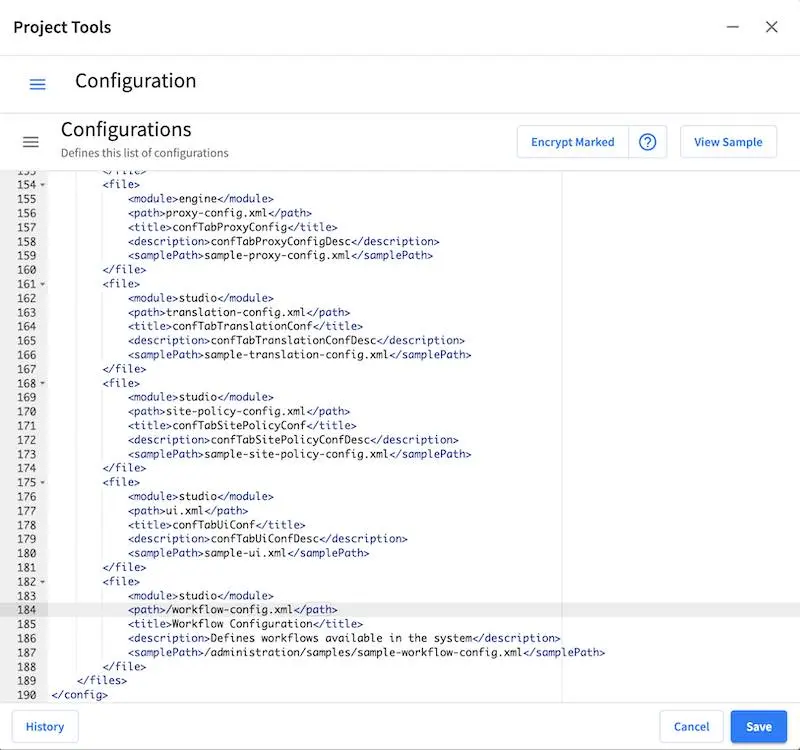 Project Tools
Configuration
Configurations
Defines this list of configurations
Encrypt Marked
?
View Sample
153 </file>
154 <file>
155 <module>engine</module>
156 <path>proxy-config.xml</path>
157 <title>confTabProxyConfig</title>
158 <description>confTabProxyConfigDesc</description>
159 <samplePath>sample-proxy-config.xml</samplePath>
160 </file>
161 <file>
162 <module>studio</module>
163 <path>translation-config.xml</path>
164 <title>confTabTranslationConf</title>
165 <description>confTabTranslationConfDesc</description>
166 <samplePath>sample-translation-config.xml</samplePath>
167 </file>
168 <file>
169 <module>studio</module>
170 <path>site-policy-config.xml</path>
171 <title>confTabSitePolicyConf</title>
172 <description>confTabSitePolicyConfDesc</description>
173 <samplePath>sample-site-policy-config.xml</samplePath>
174 </file>
175 <file>
176 <module>studio</module>
177 <path>ui.xml</path>
178 <title>confTabUiConf</title>
179 <description>confTabUiConfDesc</description>
180 <samplePath>sample-ui.xml</samplePath>
181 </file>
182 <file>
183 <module>studio</module>
184 <path>/workflow-config.xml</path>
185 <title>Workflow Configuration</title>
186 <description>Defines workflows available in the system</description>
187 <samplePath>/administration/samples/sample-workflow-config.xml</samplePath>
188 </file>
189 </files>
190 </config>
History
Cancel
Save